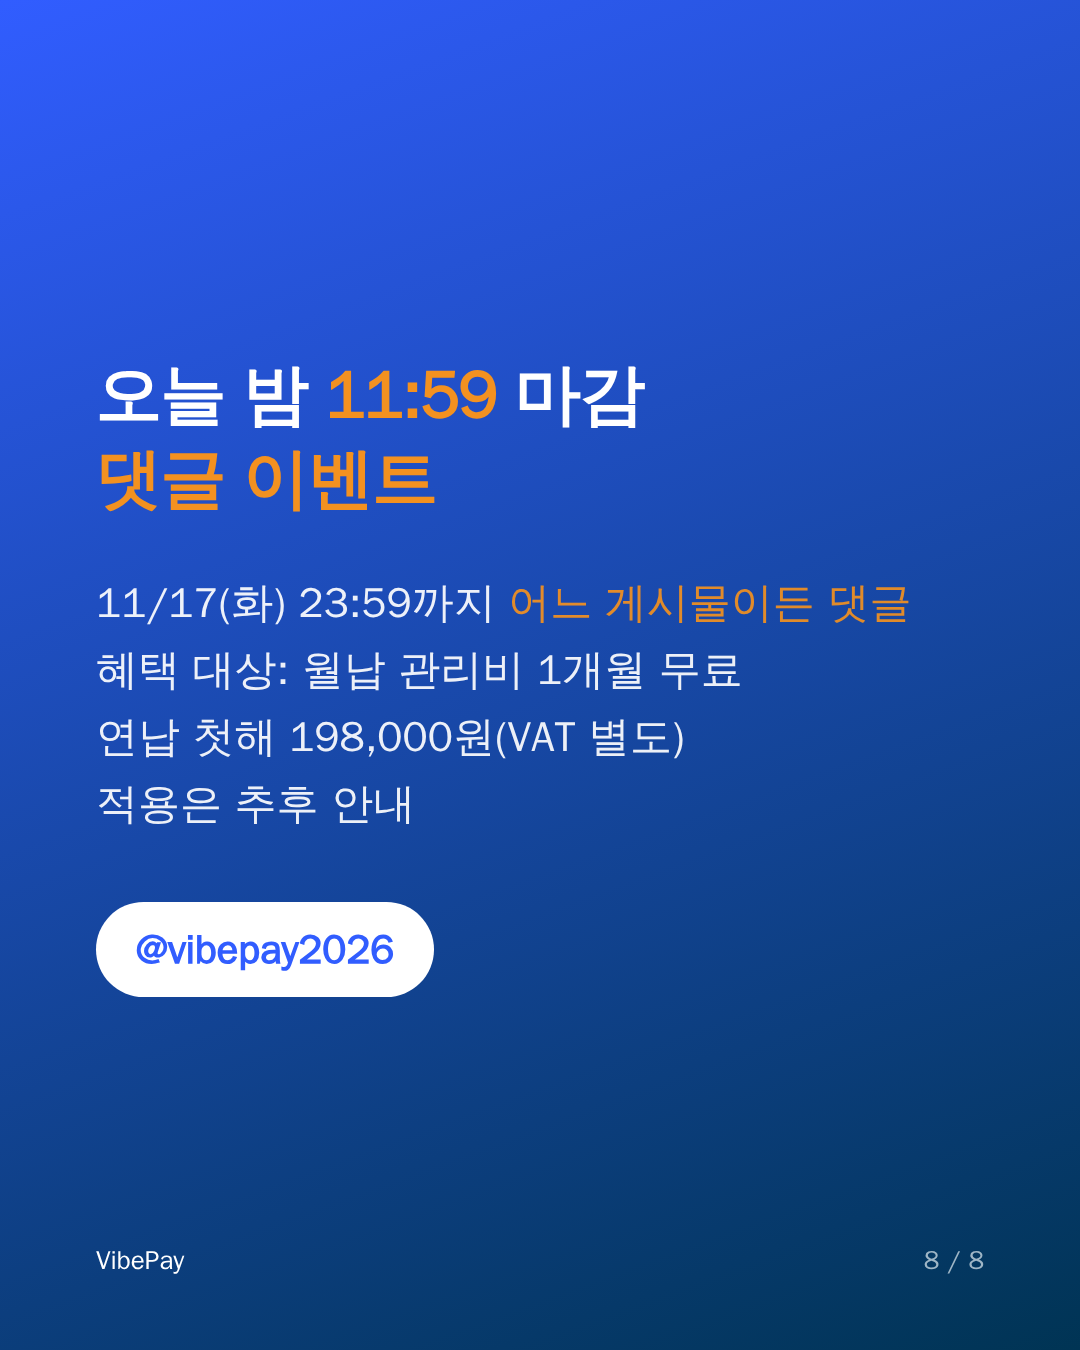 오늘 밤 11:59 마감
댓글 이벤트
11/17(화) 23:59까지 어느 게시물이든 댓글
혜택 대상: 월납 관리비 1개월 무료
연납 첫해 198,000원(VAT 별도)
적용은 추후 안내
@vibepay2026
VibePay
8 / 8